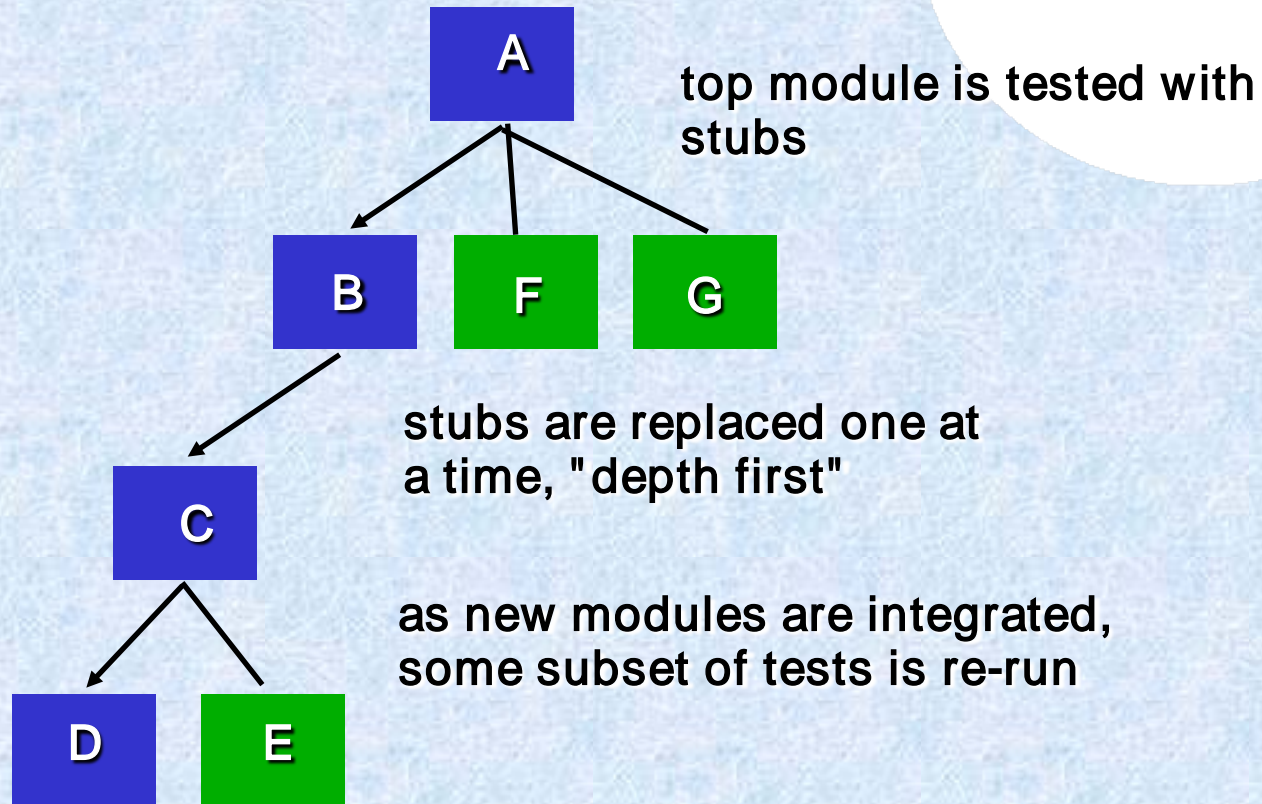 A
top module is tested with
stubs
B
F
G
stubs are replaced one at
a time, "depth first"
C
as new modules are integrated,
some subset of tests is re-run
D
E